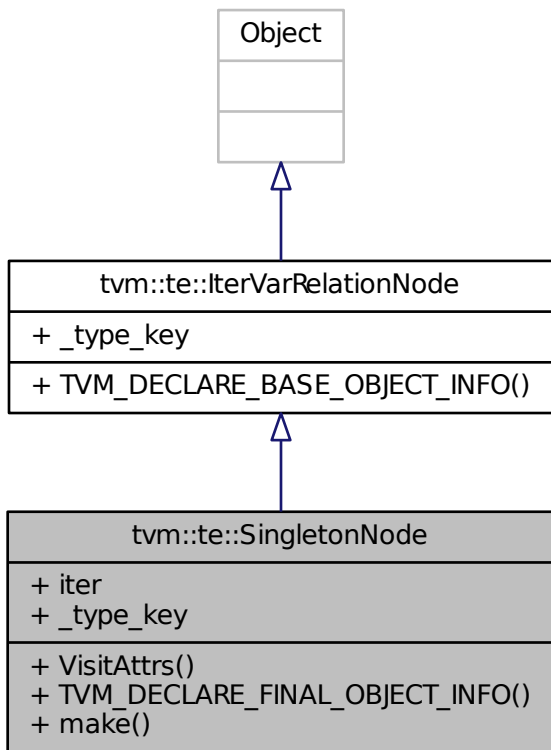 Object
tvm::te::IterVarRelationNode
+ _type_key
+ TVM_DECLARE_BASE_OBJECT_INFO()
tvm::te::SingletonNode
+ iter
+ _type_key
+ VisitAttrs()
+ TVM_DECLARE_FINAL_OBJECT_INFO()
+ make()